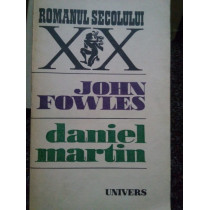 ROMANUL SECOLULUI
XX
JOHN
FOWLES
daniel
martin
UNIVERS